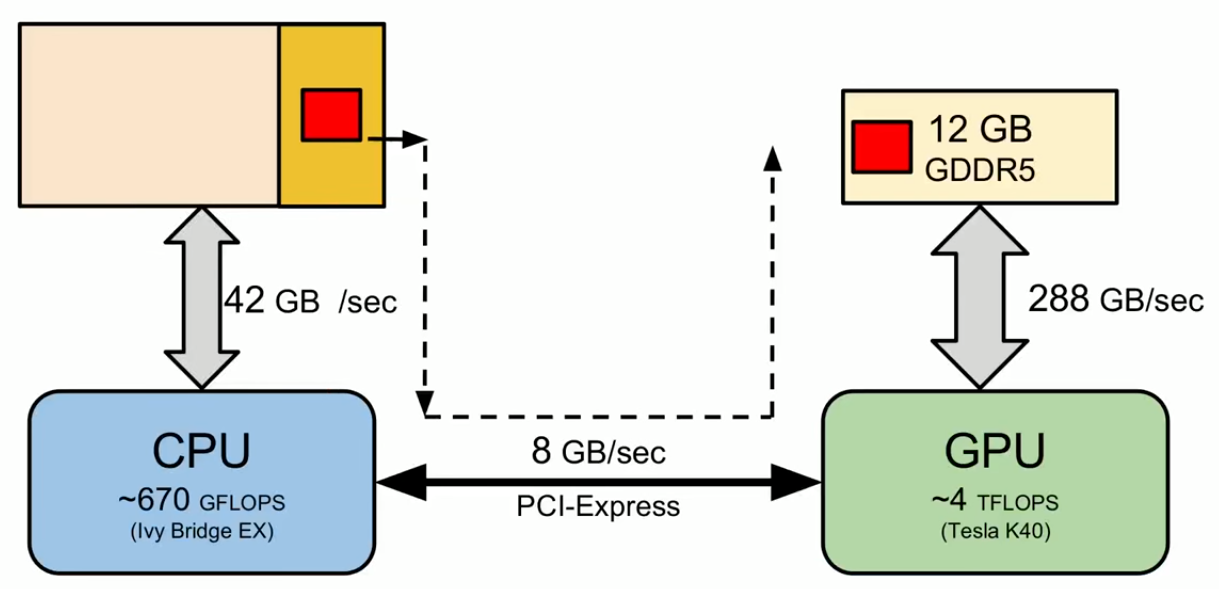 12 GB
GDDR5
42 GB /sec
288 GB/sec
CPU
~670 GFLOPS
(Ivy Bridge EX)
8 GB/sec
PCI-Express
GPU
~4 TFLOPS
(Tesla K40)